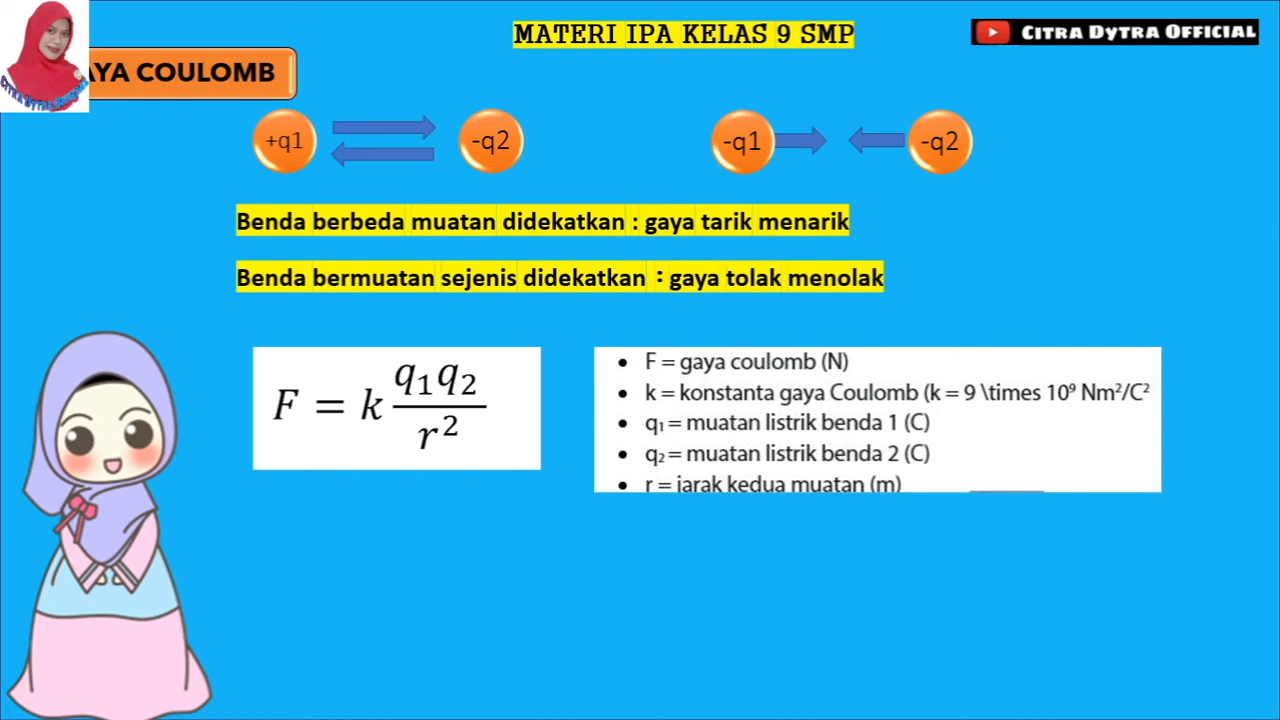 MATERI IPA KELAS 9 SMP
CITRA DYTRA OFFICIAL
AYA COULOMB
+q1
-q2
-q1
-q2
Benda berbeda muatan didekatkan : gaya tarik menarik
Benda bermuatan sejenis didekatkan : gaya tolak menolak
F = k q₁q₂ / r²
• F = gaya coulomb (N)
• k = konstanta gaya Coulomb (k = 9 \times 10⁹ Nm²/C²
• q₁ = muatan listrik benda 1 (C)
• q₂ = muatan listrik benda 2 (C)
• r = jarak kedua muatan (m)